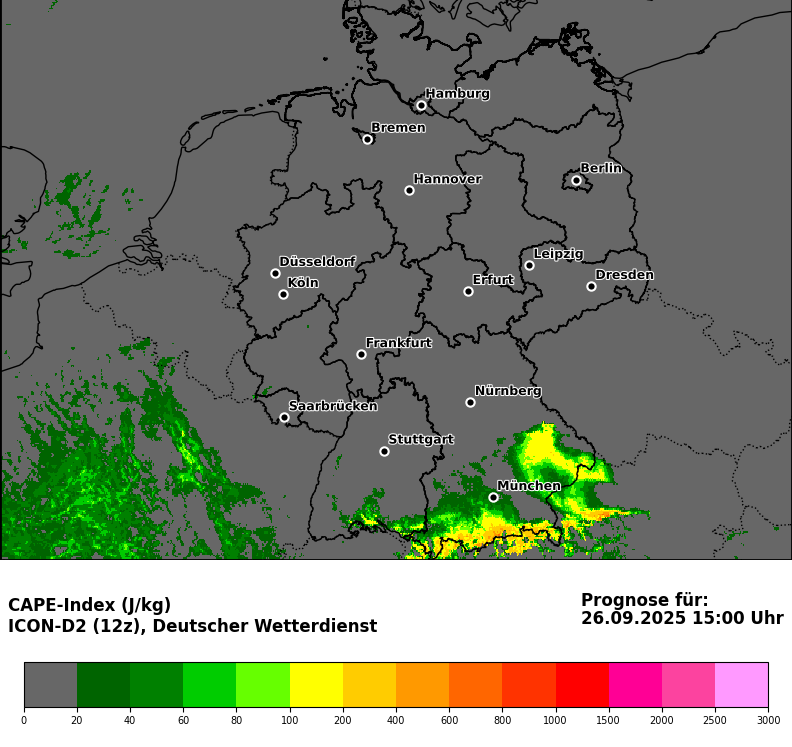 Hamburg
Bremen
Berlin
Hannover
Leipzig
Düsseldorf
Dresden
Köln
Erfurt
Frankfurt
Nürnberg
Saarbrücken
Stuttgart
München
CAPE-Index (J/kg)
ICON-D2 (12z), Deutscher Wetterdienst
Prognose für:
26.09.2025 15:00 Uhr
0 20 40 60 80 100 200 400 600 800 1000 1500 2000 2500 3000